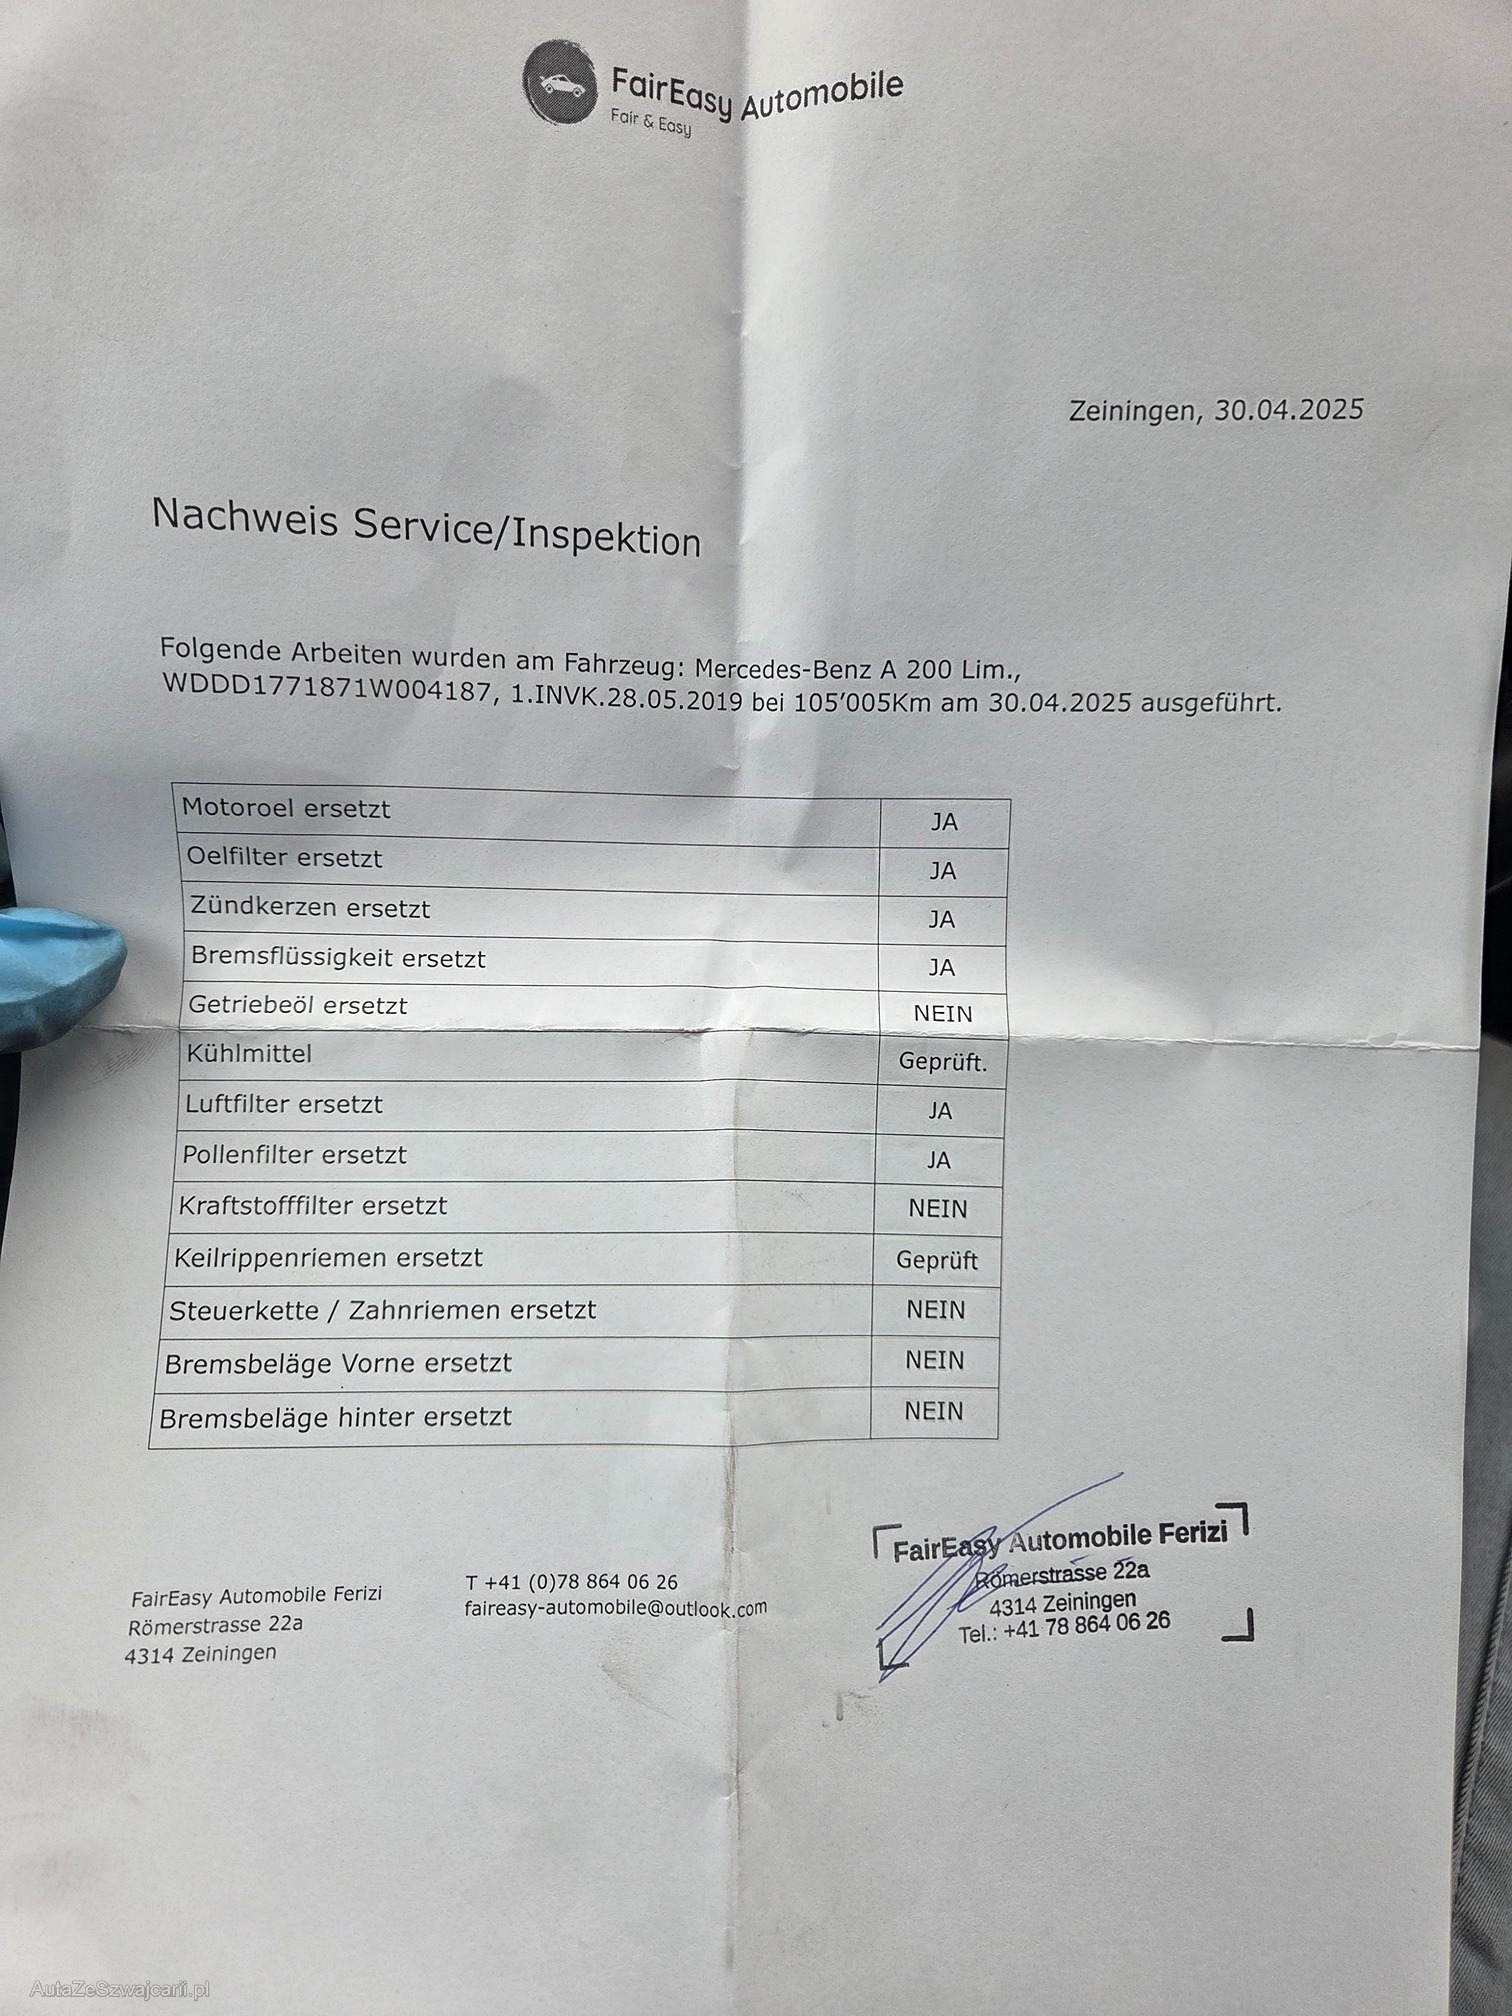 FairEasy Automobile
Fair & Easy
Zeiningen, 30.04.2025
Nachweis Service/Inspektion
Folgende Arbeiten wurden am Fahrzeug: Mercedes-Benz A 200 Lim.,
WDDD1771871W004187, 1.INVK.28.05.2019 bei 105'005Km am 30.04.2025 ausgeführt.
Motoroel ersetzt JA
Oelfilter ersetzt JA
Zündkerzen ersetzt JA
Bremsflüssigkeit ersetzt JA
Getriebeöl ersetzt NEIN
Kühlmittel Geprüft.
Luftfilter ersetzt JA
Pollenfilter ersetzt JA
Kraftstofffilter ersetzt NEIN
Keilrippenriemen ersetzt Geprüft
Steuerkette / Zahnriemen ersetzt NEIN
Bremsbeläge Vorne ersetzt NEIN
Bremsbeläge hinter ersetzt NEIN
FairEasy Automobile Ferizi
Römerstrasse 22a
4314 Zeiningen
T +41 (0)78 864 06 26
faireasy-automobile@outlook.com
FairEasy Automobile Ferizi
Römerstrasse 22a
4314 Zeiningen
Tel.: +41 78 864 06 26
AutaZeSzwajcarii.pl